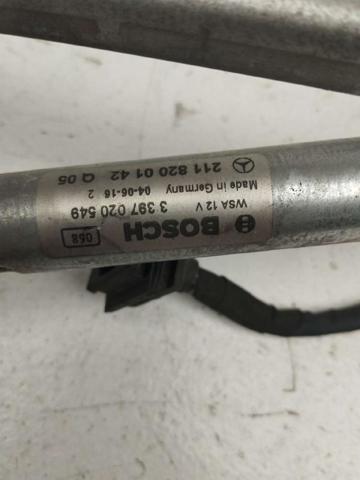 BOSCH
WSA 12 V
3 397 020 549
058
Made in Germany
04-06-16 2
211 820 01 42 Q 05